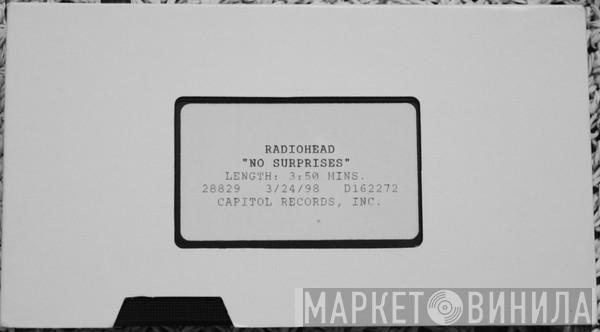 RADIOHEAD
"NO SURPRISES"
LENGTH: 3:50 MINS.
28829 3/24/98 D162272
CAPITOL RECORDS, INC.
МАРКЕТ ВИНИЛА